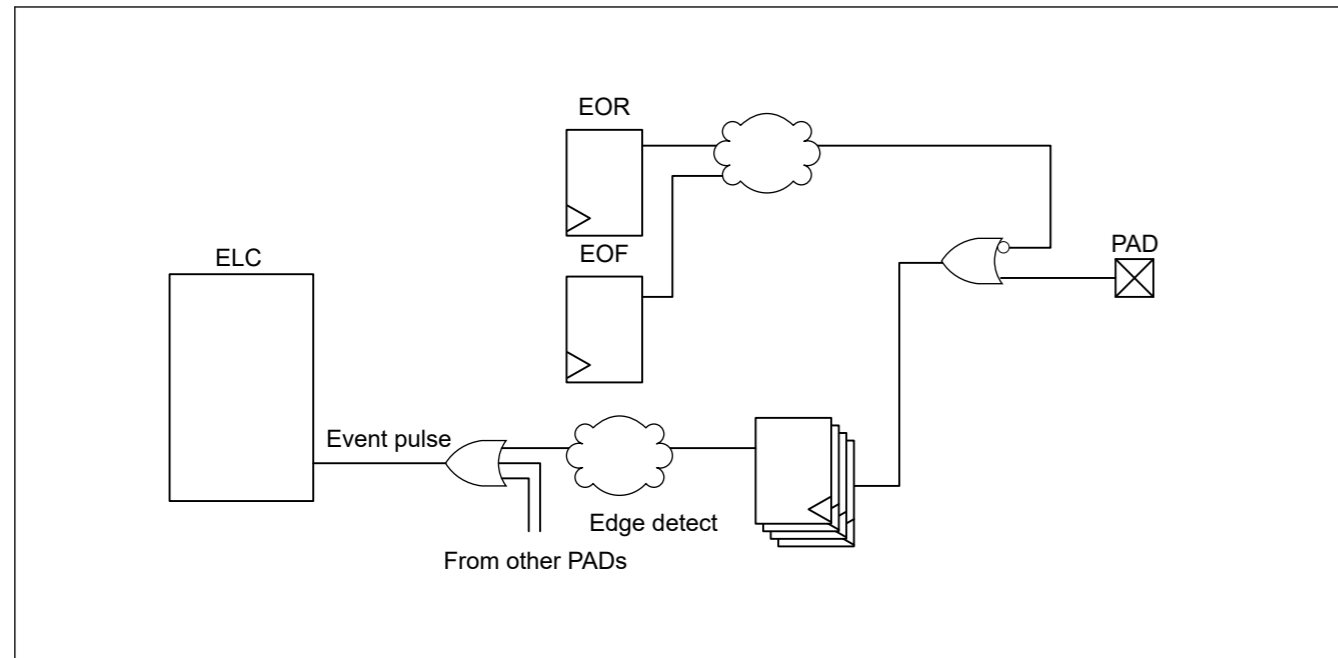 EOR
EOF
PAD
ELC
Event pulse
Edge detect
From other PADs